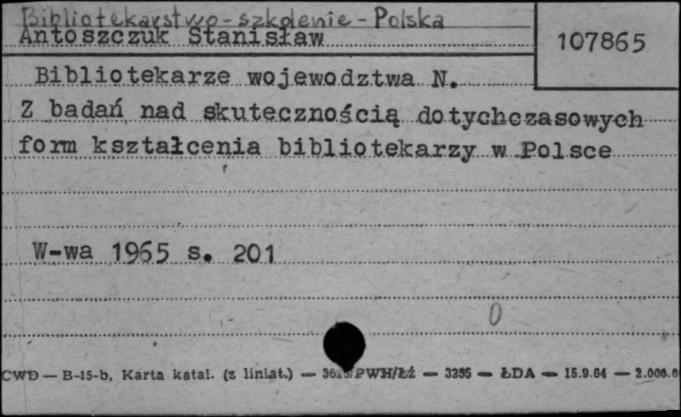 Bibliotekarstwo-szkolenie-Polska
Antoszczuk Stanisław
107865
Bibliotekarze województwa N.
Z badań nad skutecznością dotychczasowych
form kształcenia bibliotekarzy w Polsce
W-wa 1965 s. 201
0
CWD — B-15-b, Karta katal. (z liniat.) — PWH/Łź — 3235 — ŁDA — 15.9.64 — 2.000.0